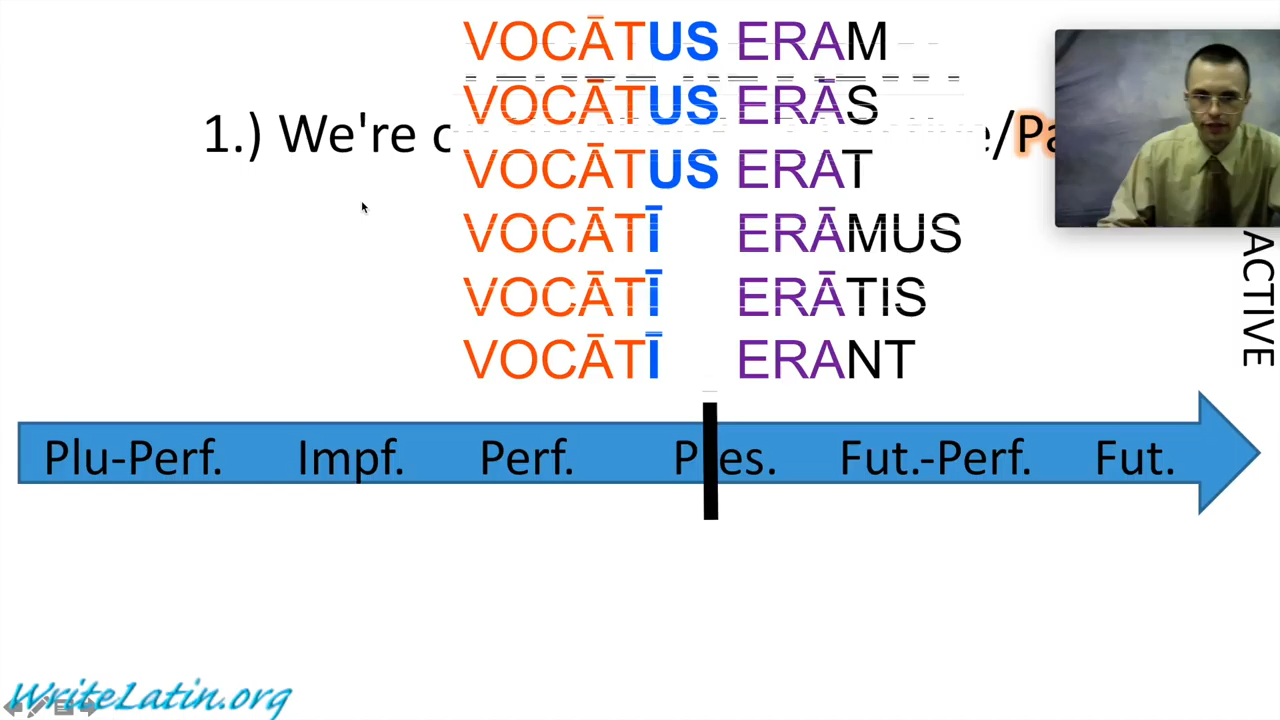 VOCĀTUS ERAM
VOCĀTUS ERĀS
1.) We're
VOCĀTUS ERAT
VOCĀTĪ ERĀMUS
VOCĀTĪ ERĀTIS
VOCĀTĪ ERANT
ACTIVE
Plu-Perf. Impf. Perf. Pres. Fut.-Perf. Fut.
WriteLatin.org